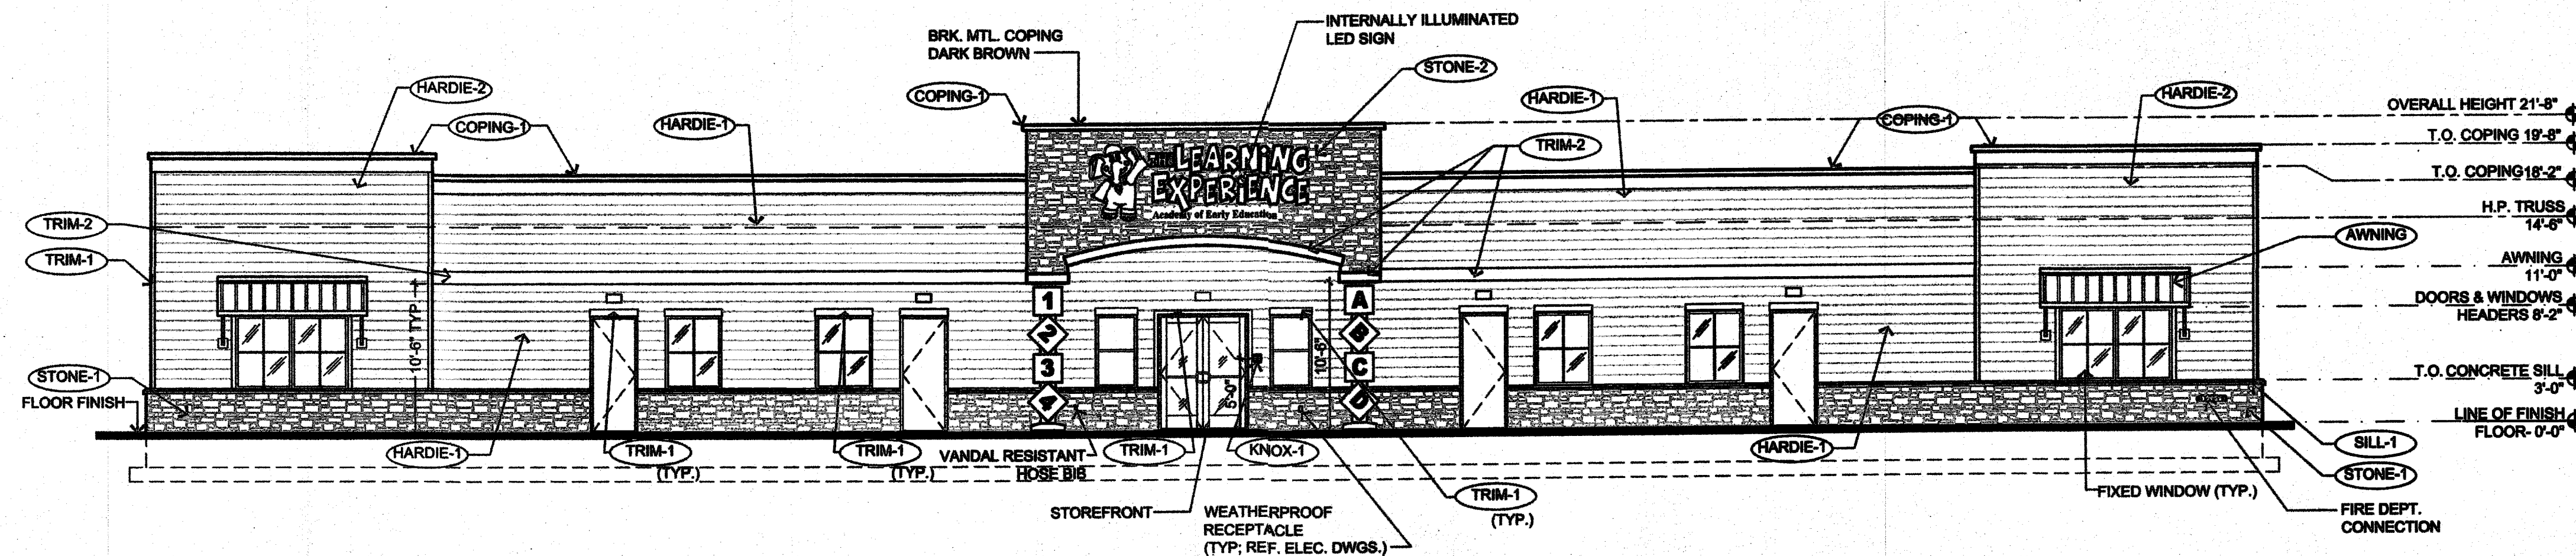 INTERNALLY ILLUMINATED
LED SIGN
BRK. MTL. COPING
DARK BROWN
STONE-2
HARDIE-2
COPING-1
HARDIE-1
HARDIE-2
OVERALL HEIGHT 21'-8"
COPING-1
HARDIE-1
COPING-1
T.O. COPING 19'-8"
TRIM-2
LEARNING
EXPERIENCE
Academy of Early Education
T.O. COPING18'-2"
H.P. TRUSS
14'-6"
TRIM-2
AWNING
TRIM-1
AWNING
11'-0"
DOORS & WINDOWS
HEADERS 8'-2"
1
2
3
4
A
B
C
D
10'-6" TYP
10'-6"
5'-0"
STONE-1
FLOOR FINISH
T.O. CONCRETE SILL
3'-0"
LINE OF FINISH
FLOOR- 0'-0"
HARDIE-1
TRIM-1
(TYP.)
TRIM-1
(TYP.)
VANDAL RESISTANT
HOSE BIB
TRIM-1
KNOX-1
HARDIE-1
SILL-1
STONE-1
TRIM-1
(TYP.)
FIXED WINDOW (TYP.)
STOREFRONT
WEATHERPROOF
RECEPTACLE
(TYP; REF. ELEC. DWGS.)
FIRE DEPT.
CONNECTION